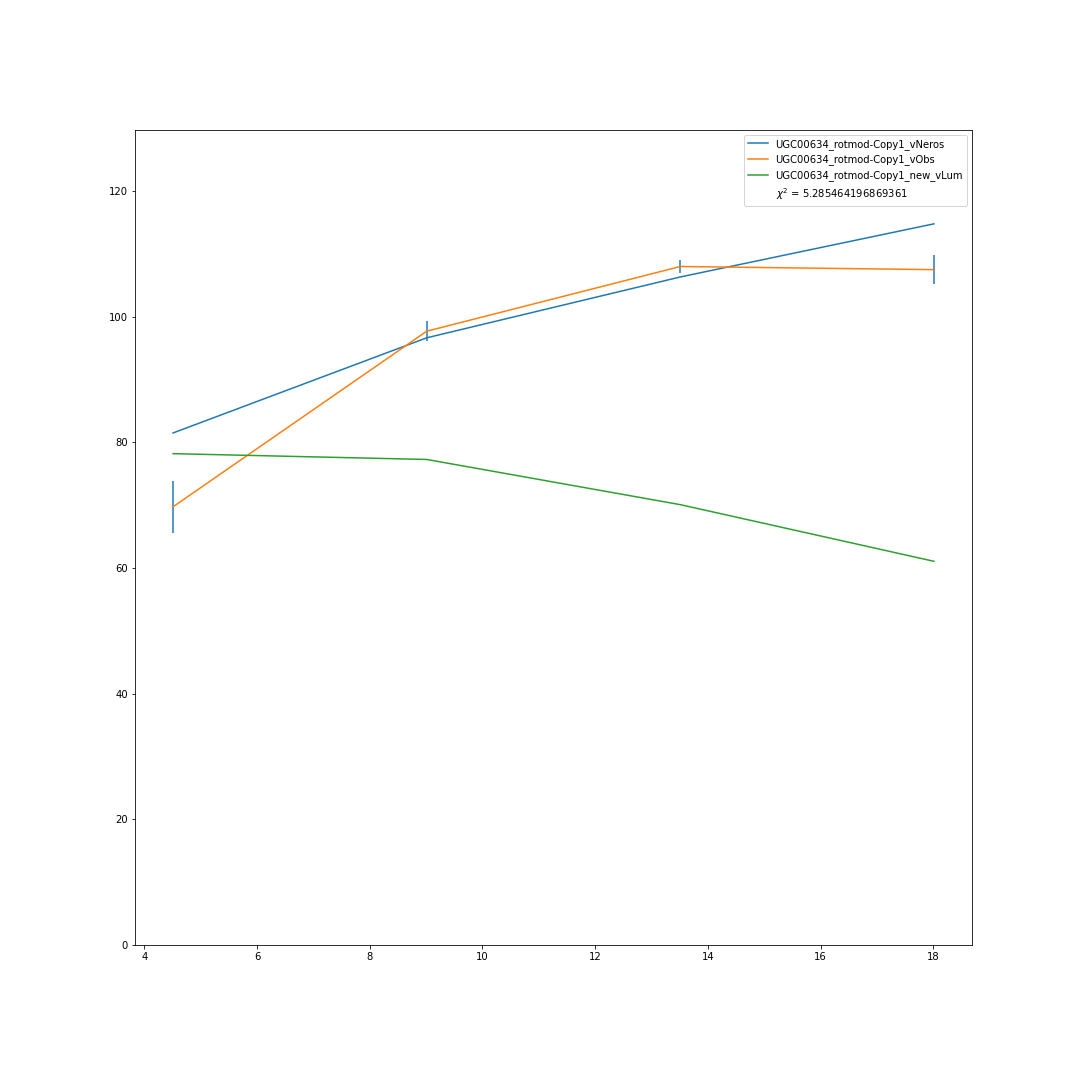 UGC00634_rotmod-Copy1_vNeros
UGC00634_rotmod-Copy1_vObs
UGC00634_rotmod-Copy1_new_vLum
χ² = 5.285464196869361
120
100
80
60
40
20
0
4 6 8 10 12 14 16 18